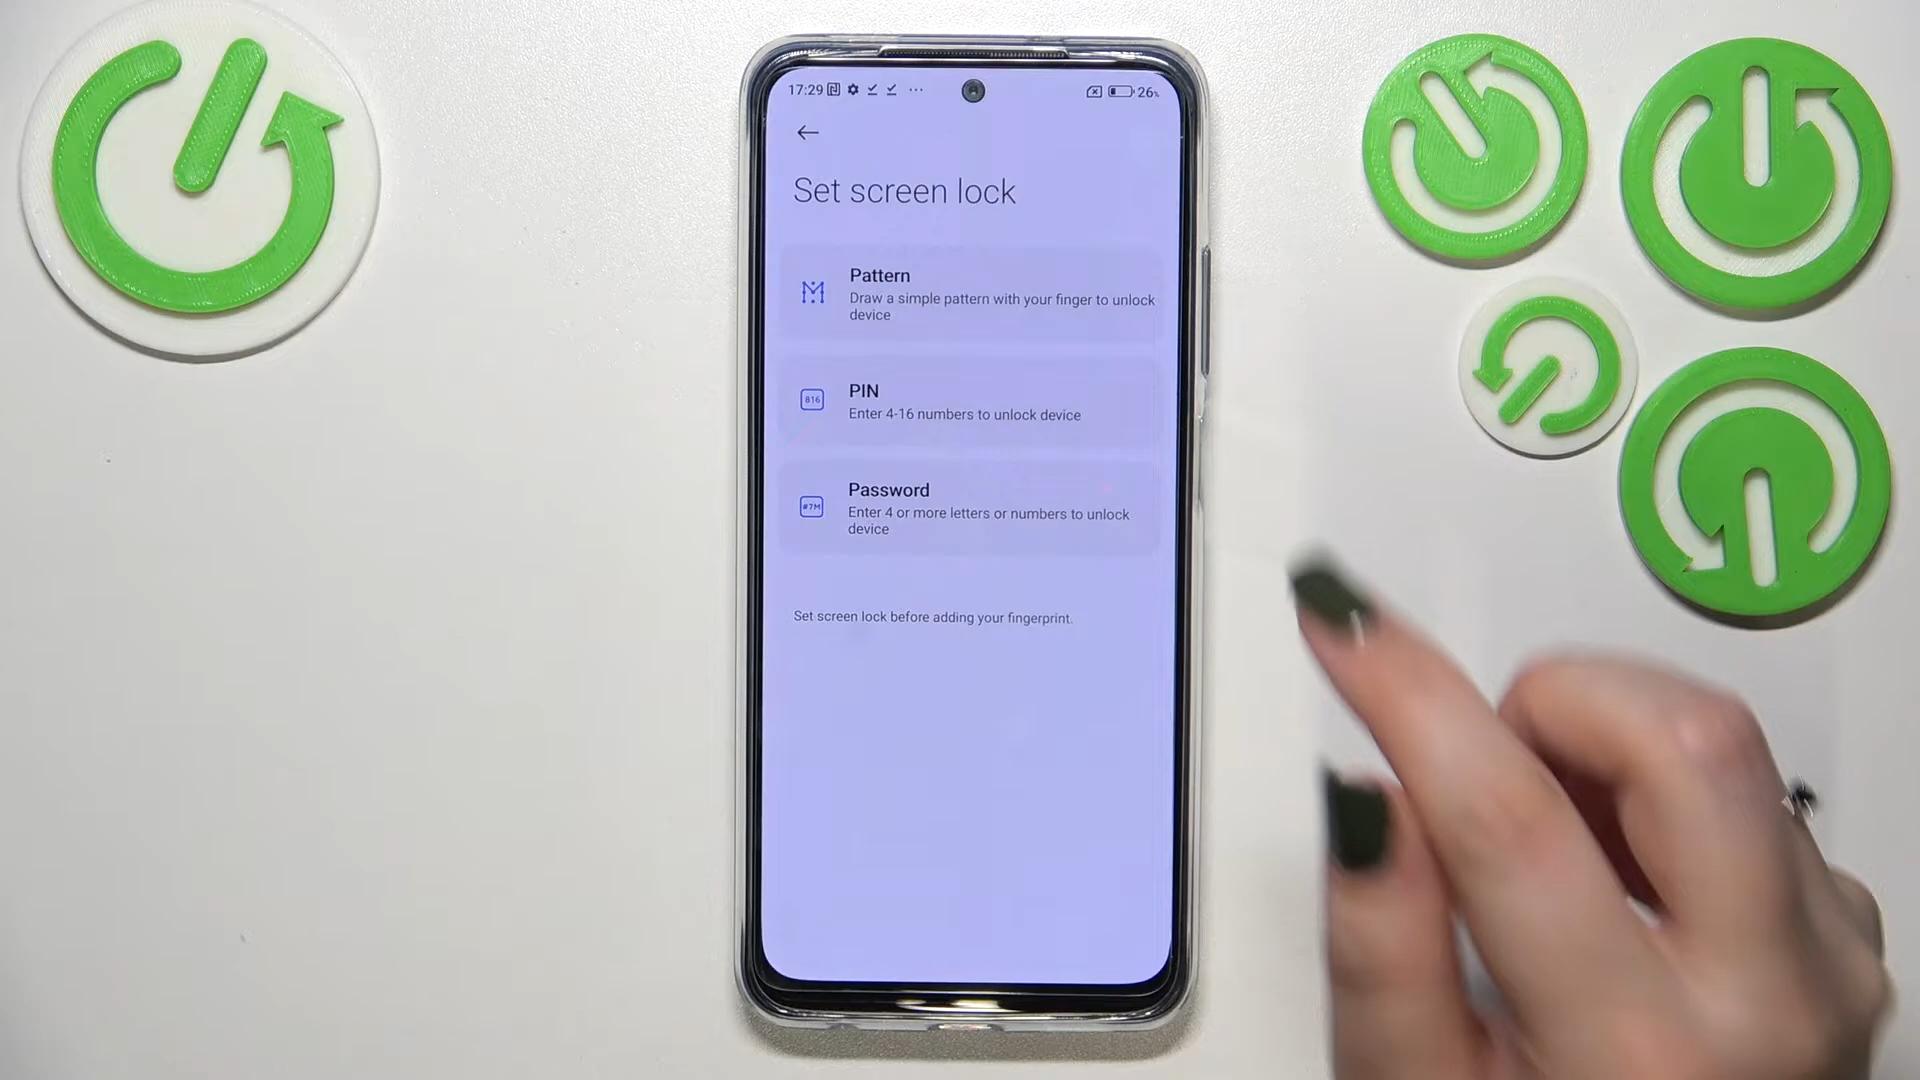 17:29 ··· 26%
Set screen lock
Pattern
Draw a simple pattern with your finger to unlock
device
816
PIN
Enter 4-16 numbers to unlock device
#7M
Password
Enter 4 or more letters or numbers to unlock
device
Set screen lock before adding your fingerprint.